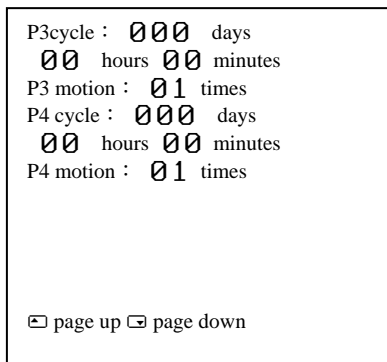 P3cycle： 000 days
00 hours 00 minutes
P3 motion： 01 times
P4 cycle： 000 days
00 hours 00 minutes
P4 motion： 01 times
page up page down